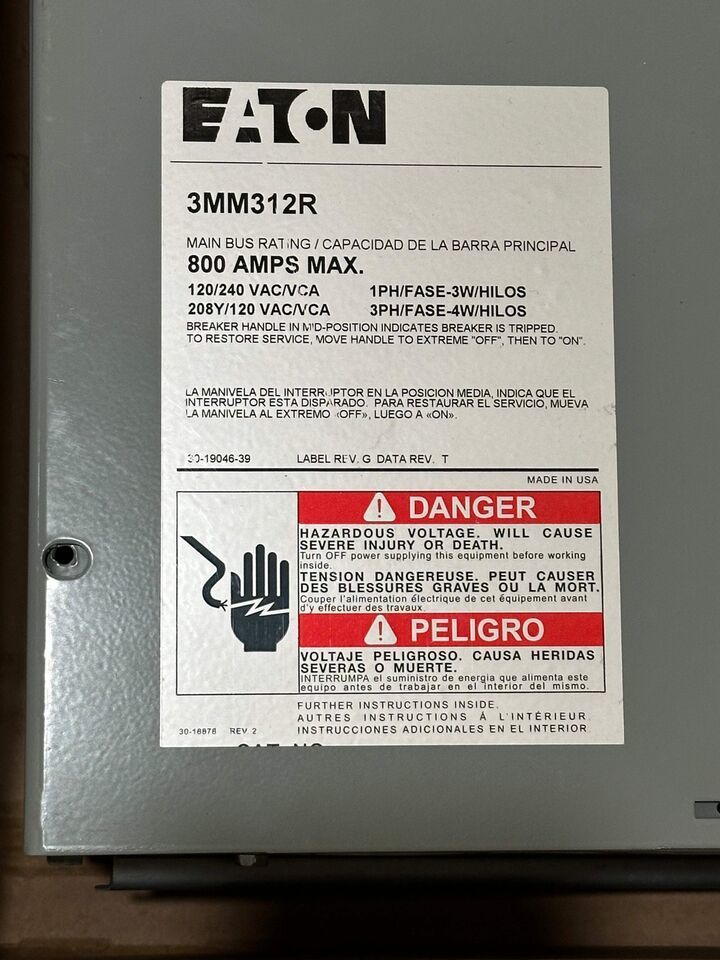 EATON
3MM312R
MAIN BUS RATING / CAPACIDAD DE LA BARRA PRINCIPAL
800 AMPS MAX.
120/240 VAC/VCA 1PH/FASE-3W/HILOS
208Y/120 VAC/VCA 3PH/FASE-4W/HILOS
BREAKER HANDLE IN MID-POSITION INDICATES BREAKER IS TRIPPED.
TO RESTORE SERVICE, MOVE HANDLE TO EXTREME "OFF", THEN TO "ON".
LA MANIVELA DEL INTERRUPTOR EN LA POSICION MEDIA, INDICA QUE EL
INTERRUPTOR ESTA DISPARADO. PARA RESTAURAR EL SERVICIO, MUEVA
LA MANIVELA AL EXTREMO «OFF», LUEGO A «ON».
30-19046-39 LABEL REV. G DATA REV. T
MADE IN USA
DANGER
HAZARDOUS VOLTAGE. WILL CAUSE
SEVERE INJURY OR DEATH.
Turn OFF power supplying this equipment before working
inside.
TENSION DANGEREUSE. PEUT CAUSER
DES BLESSURES GRAVES OU LA MORT.
Couper l'alimentation électrique de cet équipement avant
d'y effectuer des travaux.
PELIGRO
VOLTAJE PELIGROSO. CAUSA HERIDAS
SEVERAS O MUERTE.
INTERRUMPA el suministro de energia que alimenta este
equipo antes de trabajar en el interior del mismo.
FURTHER INSTRUCTIONS INSIDE.
AUTRES INSTRUCTIONS À L'INTÉRIEUR.
30-16876 REV. 2 INSTRUCCIONES ADICIONALES EN EL INTERIOR.